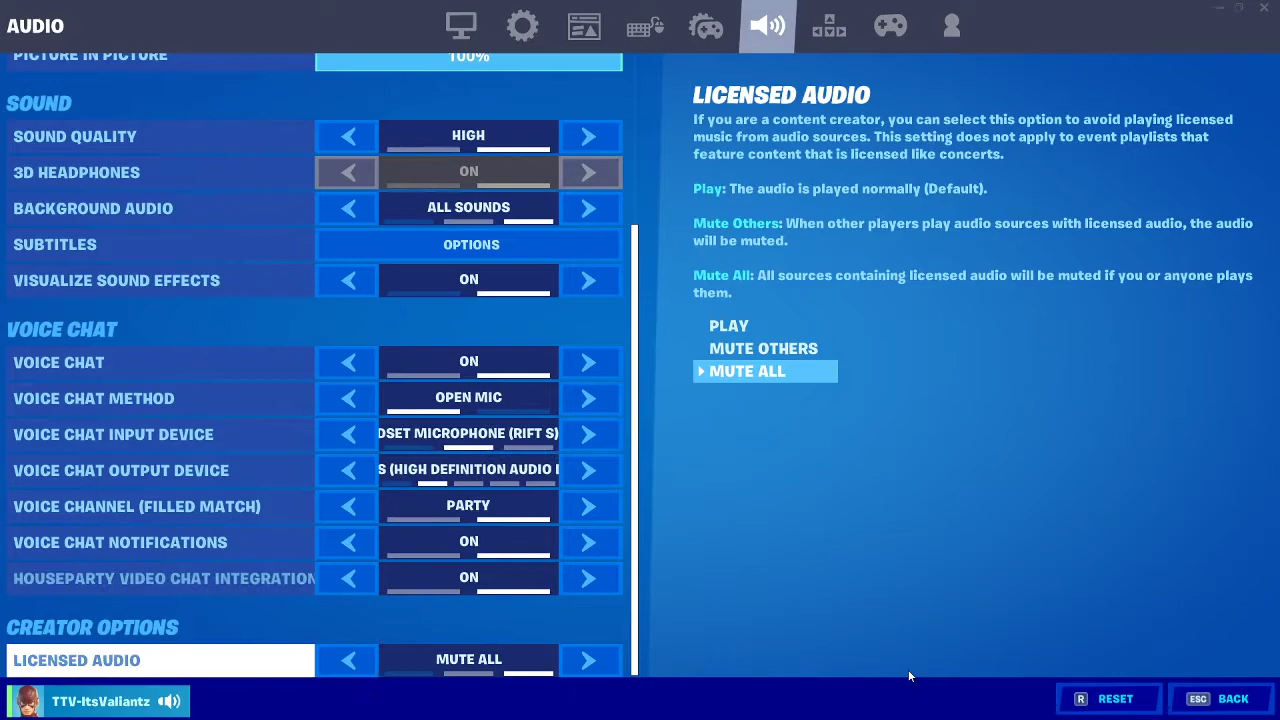 AUDIO
PICTURE IN PICTURE
100%
SOUND
SOUND QUALITY
HIGH
3D HEADPHONES
ON
BACKGROUND AUDIO
ALL SOUNDS
SUBTITLES
OPTIONS
VISUALIZE SOUND EFFECTS
ON
VOICE CHAT
VOICE CHAT
ON
VOICE CHAT METHOD
OPEN MIC
VOICE CHAT INPUT DEVICE
DSET MICROPHONE (RIFT S)
VOICE CHAT OUTPUT DEVICE
S (HIGH DEFINITION AUDIO
VOICE CHANNEL (FILLED MATCH)
PARTY
VOICE CHAT NOTIFICATIONS
ON
HOUSEPARTY VIDEO CHAT INTEGRATION
ON
CREATOR OPTIONS
LICENSED AUDIO
MUTE ALL
TTV-ItsValiantz
LICENSED AUDIO
If you are a content creator, you can select this option to avoid playing licensed
music from audio sources. This setting does not apply to event playlists that
feature content that is licensed like concerts.
Play: The audio is played normally (Default).
Mute Others: When other players play audio sources with licensed audio, the audio
will be muted.
Mute All: All sources containing licensed audio will be muted if you or anyone plays
them.
PLAY
MUTE OTHERS
MUTE ALL
R RESET
ESC BACK